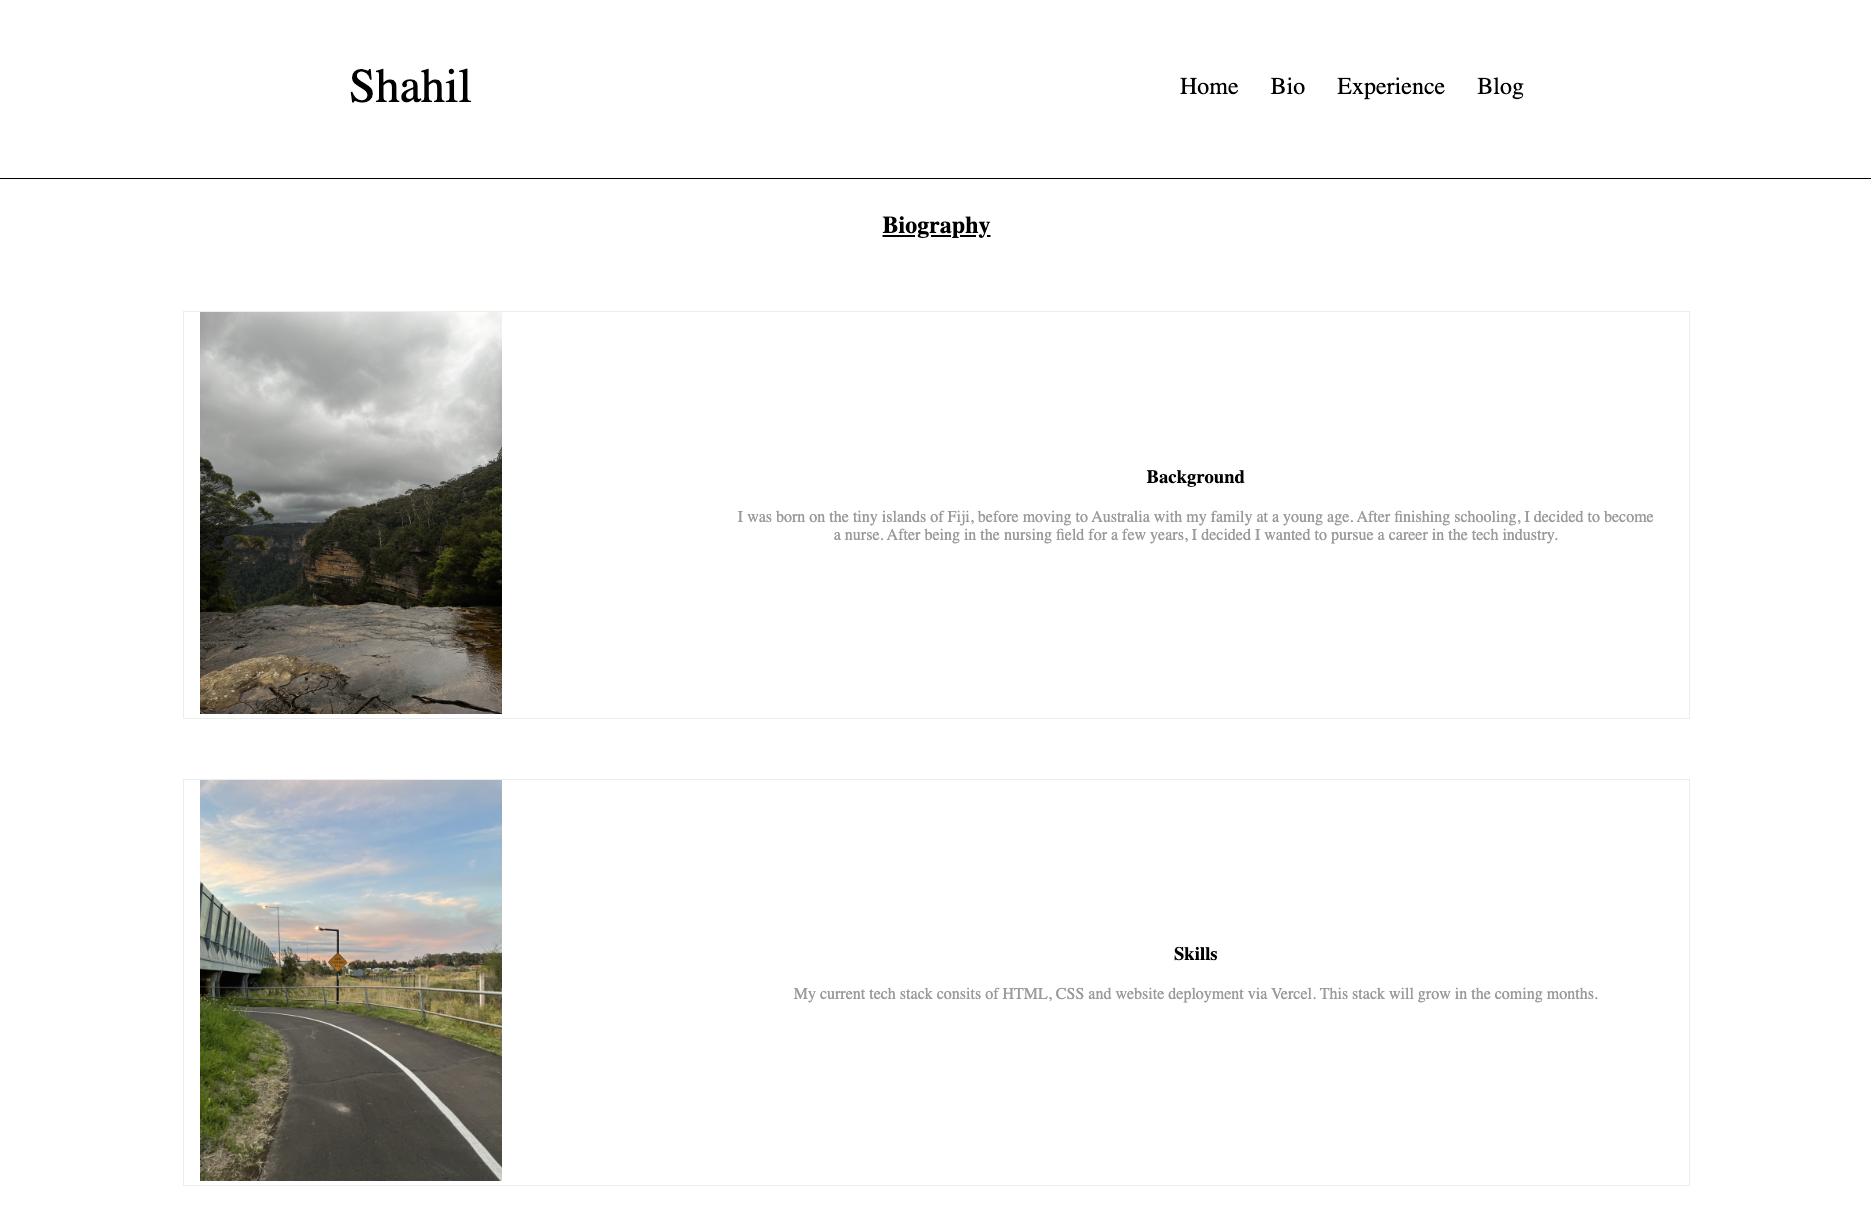 Shahil
Home Bio Experience Blog
Biography
Background
I was born on the tiny islands of Fiji, before moving to Australia with my family at a young age. After finishing schooling, I decided to become
a nurse. After being in the nursing field for a few years, I decided I wanted to pursue a career in the tech industry.
Skills
My current tech stack consits of HTML, CSS and website deployment via Vercel. This stack will grow in the coming months.